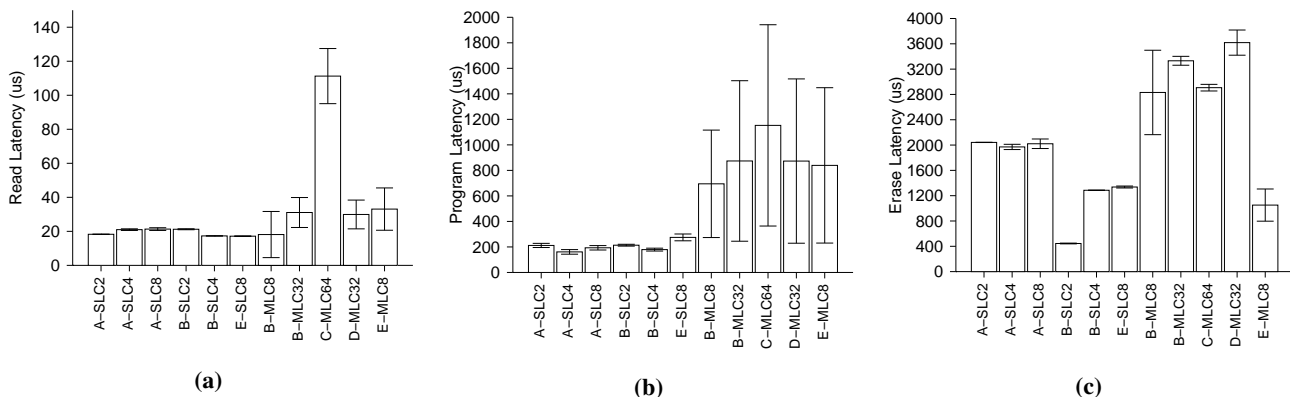 Read Latency (us)
140
120
100
80
60
40
20
0
A–SLC2
A–SLC4
A–SLC8
B–SLC2
B–SLC4
E–SLC8
B–MLC8
B–MLC32
C–MLC64
D–MLC32
E–MLC8
(a)
Program Latency (us)
2000
1800
1600
1400
1200
1000
800
600
400
200
0
A–SLC2
A–SLC4
A–SLC8
B–SLC2
B–SLC4
E–SLC8
B–MLC8
B–MLC32
C–MLC64
D–MLC32
E–MLC8
(b)
Erase Latency (us)
4000
3600
3200
2800
2400
2000
1600
1200
800
400
0
A–SLC2
A–SLC4
A–SLC8
B–SLC2
B–SLC4
E–SLC8
B–MLC8
B–MLC32
C–MLC64
D–MLC32
E–MLC8
(c)